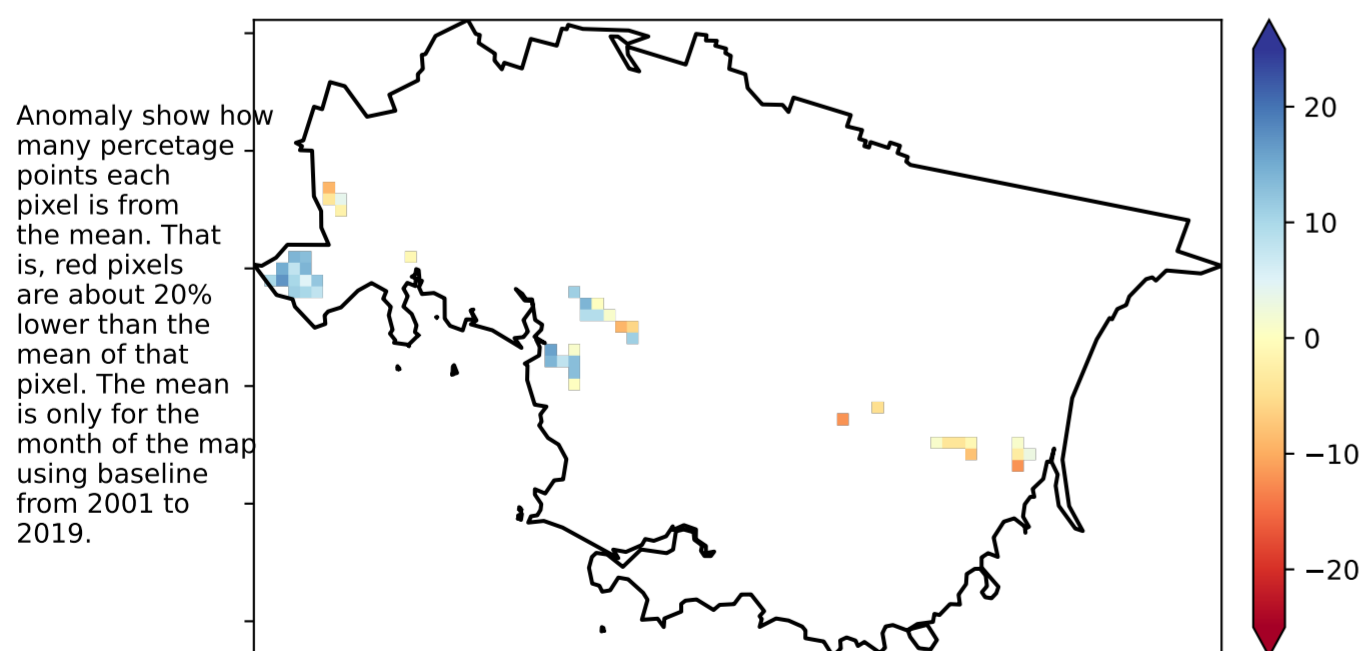 Anomaly show how
many percetage
points each
pixel is from
the mean. That
is, red pixels
are about 20%
lower than the
mean of that
pixel. The mean
is only for the
month of the map
using baseline
from 2001 to
2019.
20
10
0
−10
−20